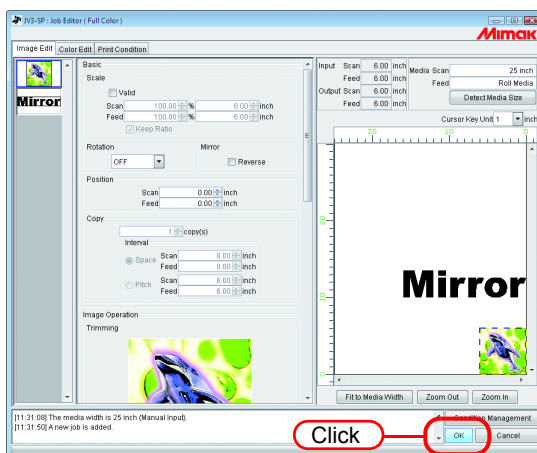 JV3-SP : Job Editor ( Full Color )
Mimaki
Image Edit Color Edit Print Condition
Mirror
Basic
Scale
Valid
Scan 100.00 % 6.00 inch
Feed 100.00 % 6.00 inch
Keep Ratio
Rotation Mirror
OFF Reverse
Position
Scan 0.00 inch
Feed 0.00 inch
Copy
1 copy(s)
Interval
Space Scan 0.00 inch
Feed 0.00 inch
Pitch Scan 6.00 inch
Feed 6.00 inch
Image Operation
Trimming
Input Scan 6.00 inch
Feed 6.00 inch
Output Scan 6.00 inch
Feed 6.00 inch
Media Scan 25 inch
Feed Roll Media
Detect Media Size
Cursor Key Unit 1 inch
20 10 0
20
10
0
Mirror
Fit to Media Width Zoom Out Zoom In
[11:31:08] The media width is 25 inch (Manual Input).
[11:31:50] A new job is added.
Condition Management
OK Cancel
Click